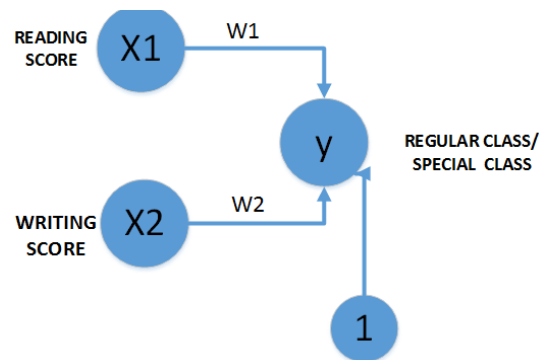 READING
SCORE
X1
W1
y
REGULAR CLASS/
SPECIAL CLASS
WRITING
SCORE
X2
W2
1